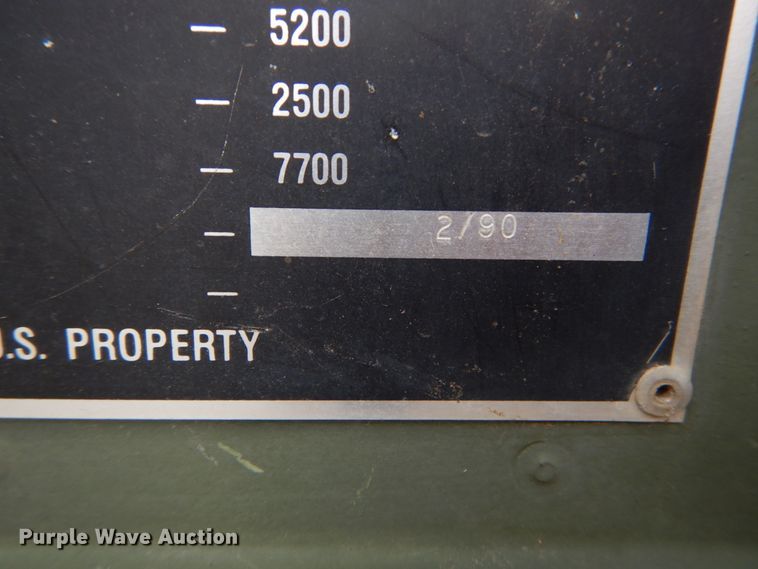 — 5200
— 2500
— 7700
— 2/90
—
U.S. PROPERTY
Purple Wave Auction